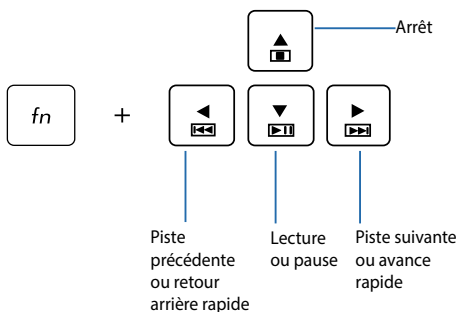 Arrêt
fn
+
Piste
précédente
ou retour
arrière rapide
Lecture
ou pause
Piste suivante
ou avance
rapide